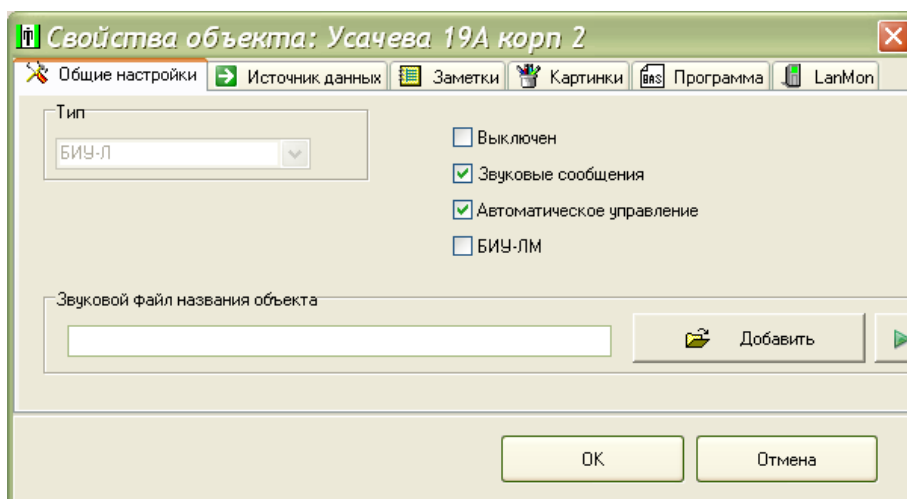 Свойства объекта: Усачева 19А корп 2
Общие настройки Источник данных Заметки Картинки BAS Программа LanMon
Тип
БИУ-Л
Выключен
Звуковые сообщения
Автоматическое управление
БИУ-ЛМ
Звуковой файл названия объекта
Добавить
OK Отмена